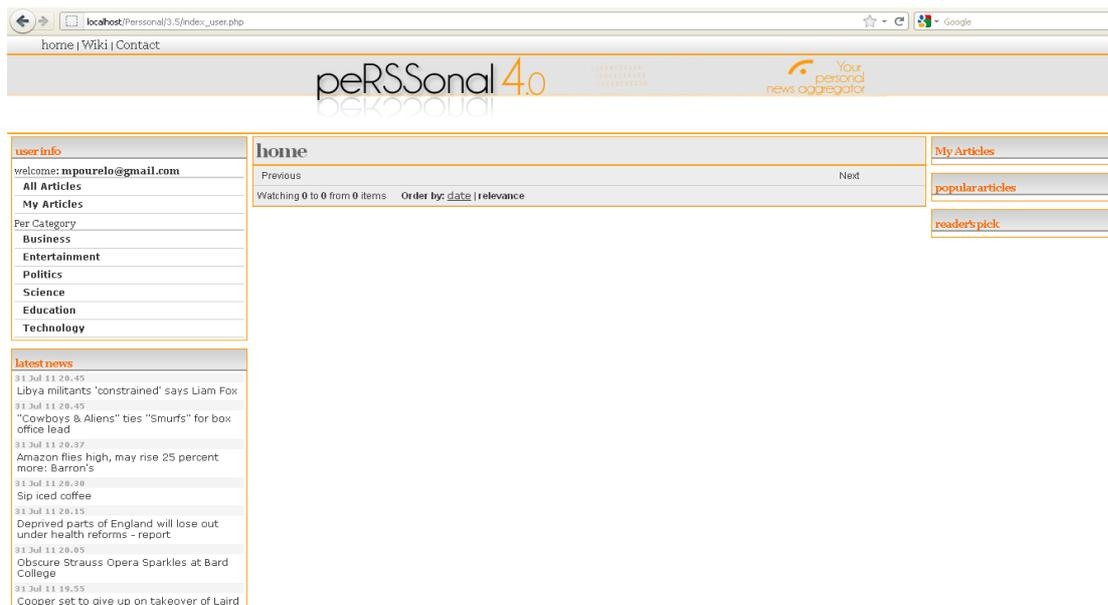 localhost/Perssonal/3.5/index_user.php
Google
home | Wiki | Contact
peRSSonal 4.0
Your
personal
news aggregator
user info
welcome: mpourelo@gmail.com
All Articles
My Articles
Per Category
Business
Entertainment
Politics
Science
Education
Technology
latest news
31 Jul 11 20.45
Libya militants 'constrained' says Liam Fox
31 Jul 11 20.45
"Cowboys & Aliens" ties "Smurfs" for box
office lead
31 Jul 11 20.37
Amazon flies high, may rise 25 percent
more: Barron's
31 Jul 11 20.30
Sip iced coffee
31 Jul 11 20.15
Deprived parts of England will lose out
under health reforms - report
31 Jul 11 20.05
Obscure Strauss Opera Sparkles at Bard
College
31 Jul 11 19.55
Cooper set to give up on takeover of Laird
home
Previous Next
Watching 0 to 0 from 0 items Order by: date | relevance
My Articles
popular articles
reader's pick